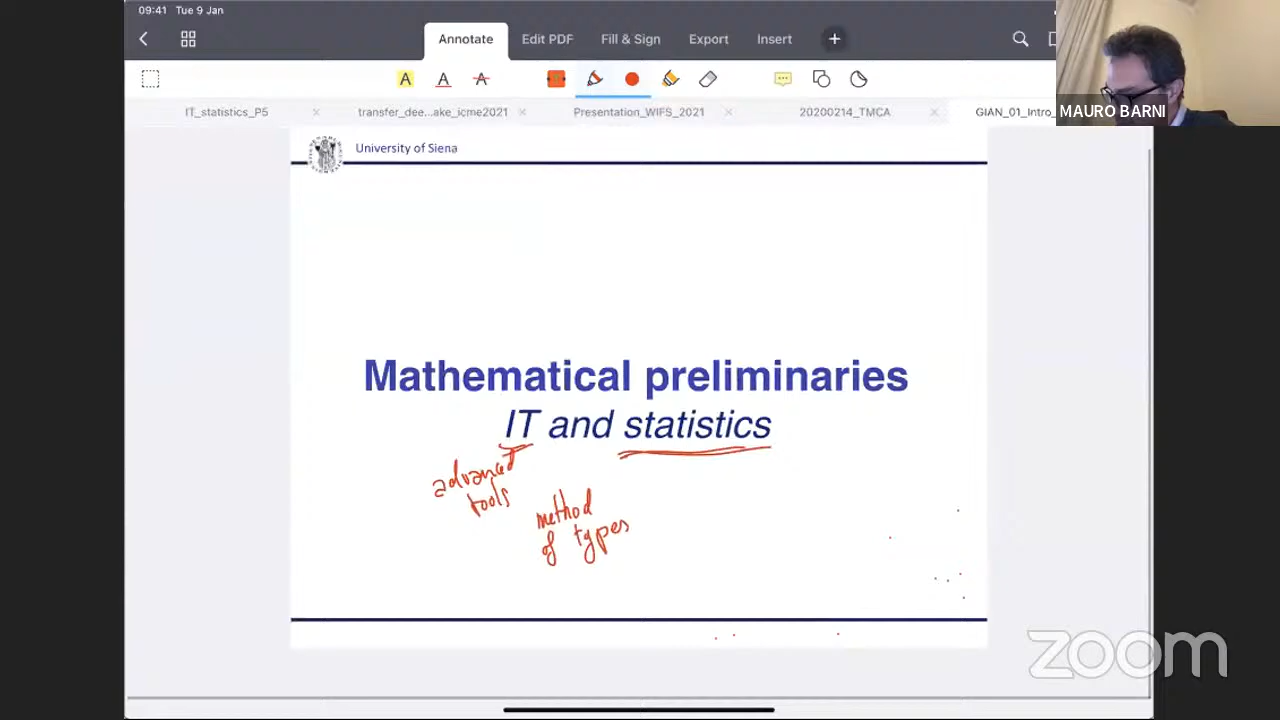 09:41 Tue 9 Jan
Annotate Edit PDF Fill & Sign Export Insert
IT_statistics_P5 transfer_dee...ake_icme2021 Presentation_WIFS_2021 20200214_TMCA GIAN_01_Intro_
MAURO BARNI
University of Siena
Mathematical preliminaries
IT and statistics
advanced
tools
method
of types
zoom